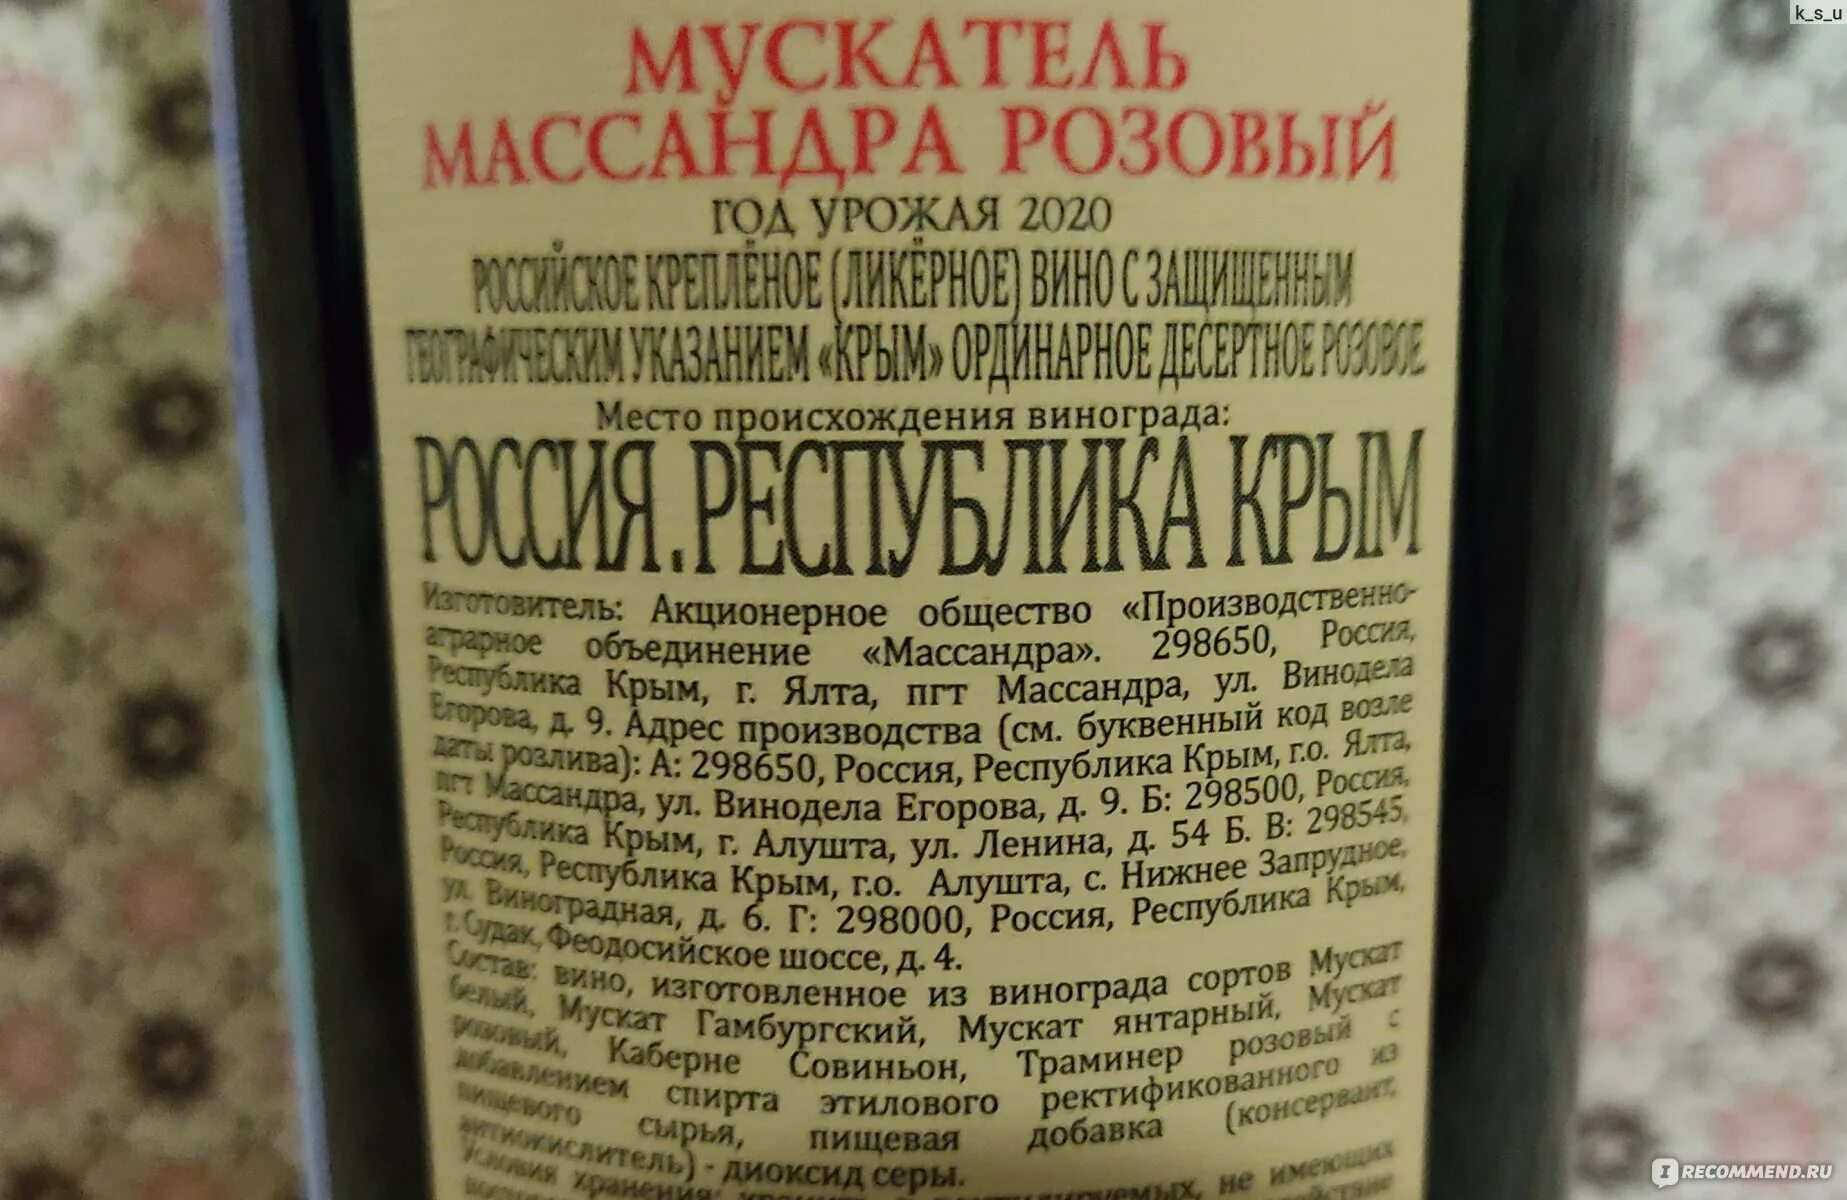 k_s_u
МУСКАТЕЛЬ
МАССАНДРА РОЗОВЫЙ
ГОД УРОЖАЯ 2020
РОССИЙСКОЕ КРЕПЛЁНОЕ (ЛИКЁРНОЕ) ВИНО С ЗАЩИЩЕННЫМ
ГЕОГРАФИЧЕСКИМ УКАЗАНИЕМ «КРЫМ» ОРДИНАРНОЕ ДЕСЕРТНОЕ РОЗОВОЕ.
Место происхождения винограда:
РОССИЯ. РЕСПУБЛИКА КРЫМ
Изготовитель: Акционерное общество «Производственно-
аграрное объединение «Массандра». 298650, Россия,
Республика Крым, г. Ялта, пгт Массандра, ул. Винодела
Егорова, д. 9. Адрес производства (см. буквенный код возле
даты розлива): А: 298650, Россия, Республика Крым, г.о. Ялта,
пгт Массандра, ул. Винодела Егорова, д. 9. Б: 298500, Россия,
Республика Крым, г. Алушта, ул. Ленина, д. 54 Б. В: 298545,
Россия, Республика Крым, г.о. Алушта, с. Нижнее Запрудное,
ул. Виноградная, д. 6. Г: 298000, Россия, Республика Крым,
г. Судак, Феодосийское шоссе, д. 4.
Состав: вино, изготовленное из винограда сортов Мускат
белый, Мускат Гамбургский, Мускат янтарный, Мускат
розовый, Каберне Совиньон, Траминер розовый с
добавлением спирта этилового ректификованного из
пищевого сырья, пищевая добавка (консервант,
антиокислитель) - диоксид серы.
Условия хранения: не имеющих
IRECOMMEND.RU